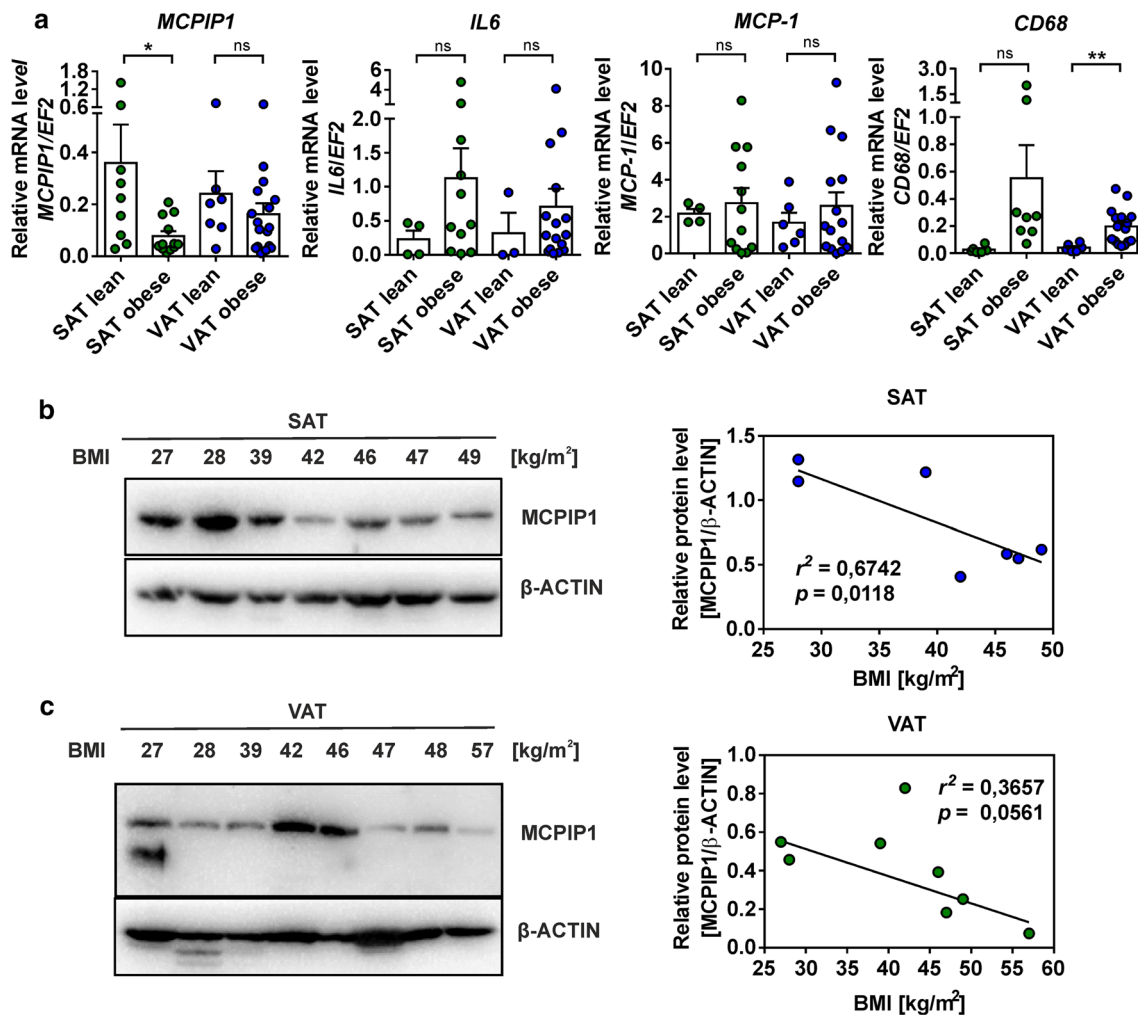 a
MCPIP1
IL6
MCP-1
CD68
* ns
ns ns
ns ns
ns **
Relative mRNA level
MCPIP1/EF2
1.8
1.4
1.0
0.6
0.4
0.2
0.0
SAT lean
SAT obese
VAT lean
VAT obese
Relative mRNA level
IL6/EF2
6
4
2
2.0
1.5
1.0
0.5
0.0
SAT lean
SAT obese
VAT lean
VAT obese
Relative mRNA level
MCP-1/EF2
10
8
6
4
2
0
SAT lean
SAT obese
VAT lean
VAT obese
Relative mRNA level
CD68/EF2
3.0
2.0
1.0
0.8
0.6
0.4
0.2
0.0
SAT lean
SAT obese
VAT lean
VAT obese
b
SAT
BMI 27 28 39 42 46 47 49 [kg/m²]
MCPIP1
β-ACTIN
SAT
Relative protein level
[MCPIP1/β-ACTIN]
1.5
1.0
0.5
0.0
r² = 0,6742
p = 0,0118
25 30 35 40 45 50
BMI [kg/m²]
c
VAT
BMI 27 28 39 42 46 47 48 57 [kg/m²]
MCPIP1
β-ACTIN
VAT
Relative protein level
[MCPIP1/β-ACTIN]
1.0
0.8
0.6
0.4
0.2
0.0
r² = 0,3657
p = 0,0561
25 30 35 40 45 50 55 60
BMI [kg/m²]